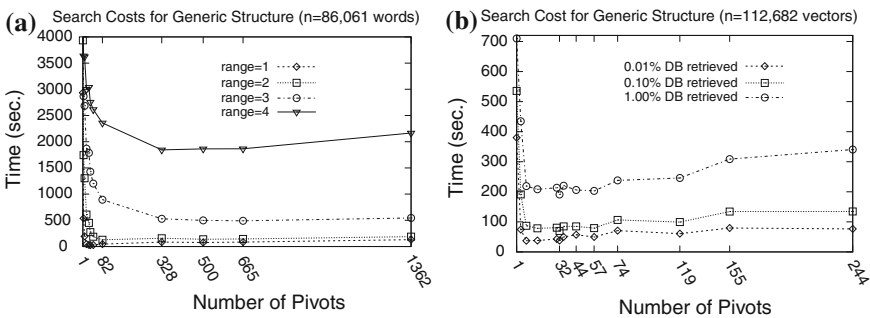 (a) Search Costs for Generic Structure (n=86,061 words)
4000
3500
3000
2500
2000
1500
1000
500
0
Time (sec.)
range=1
range=2
range=3
range=4
1
82
328
500
665
1362
Number of Pivots
(b) Search Cost for Generic Structure (n=112,682 vectors)
700
600
500
400
300
200
100
0
Time (sec.)
0.01% DB retrieved
0.10% DB retrieved
1.00% DB retrieved
1
32
44
57
74
119
155
244
Number of Pivots